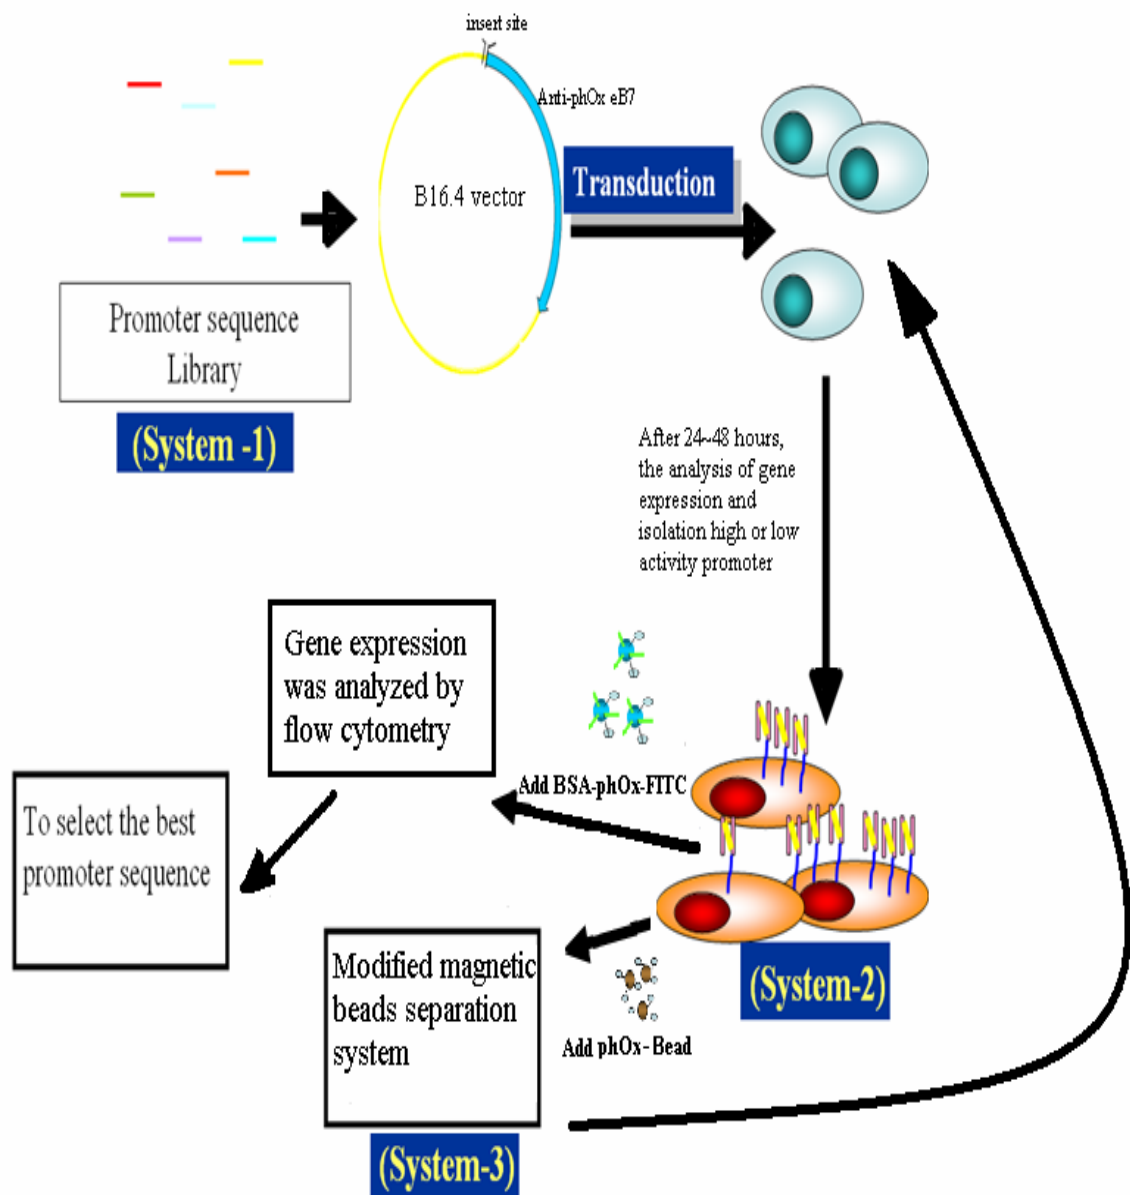 insert site
Anti-phOx eB7
B16.4 vector
Transduction
Promoter sequence
Library
(System -1)
After 24~48 hours,
the analysis of gene
expression and
isolation high or low
activity promoter
Gene expression
was analyzed by
flow cytometry
Add BSA-phOx-FITC
To select the best
promoter sequence
Modified magnetic
beads separation
system
Add phOx-Bead
(System-2)
(System-3)